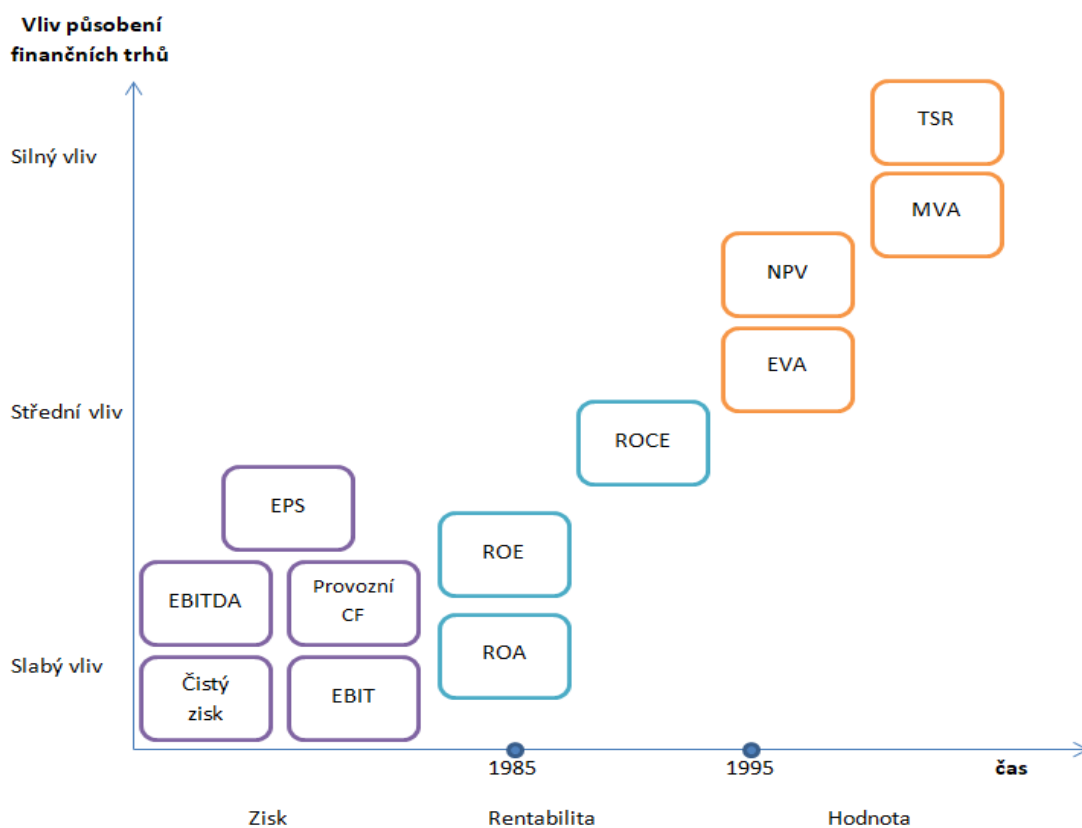 Vliv působení
finančních trhů
TSR
Silný vliv
MVA
NPV
EVA
Střední vliv
ROCE
EPS
ROE
EBITDA
Provozní
CF
ROA
Slabý vliv
Čistý
zisk
EBIT
1985
1995
čas
Zisk
Rentabilita
Hodnota